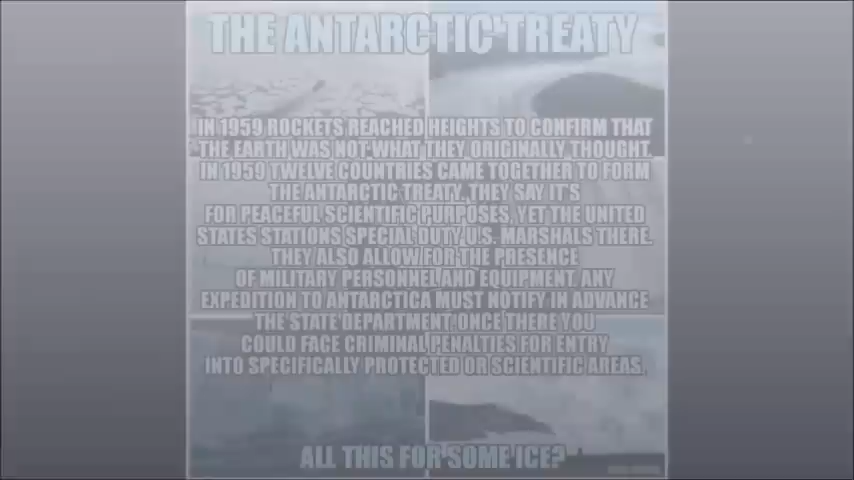 THE ANTARCTIC TREATY
IN 1959 ROCKETS REACHED HEIGHTS TO CONFIRM THAT
THE EARTH WAS NOT WHAT THEY ORIGINALLY THOUGHT.
IN 1959 TWELVE COUNTRIES CAME TOGETHER TO FORM
THE ANTARCTIC TREATY. THEY SAY IT'S
FOR PEACEFUL SCIENTIFIC PURPOSES, YET THE UNITED
STATES STATIONS SPECIAL DUTY U.S. MARSHALS THERE.
THEY ALSO ALLOW FOR THE PRESENCE
OF MILITARY PERSONNEL AND EQUIPMENT. ANY
EXPEDITION TO ANTARCTICA MUST NOTIFY IN ADVANCE
THE STATE DEPARTMENT. ONCE THERE YOU
COULD FACE CRIMINAL PENALTIES FOR ENTRY
INTO SPECIFICALLY PROTECTED OR SCIENTIFIC AREAS.
ALL THIS FOR SOME ICE?